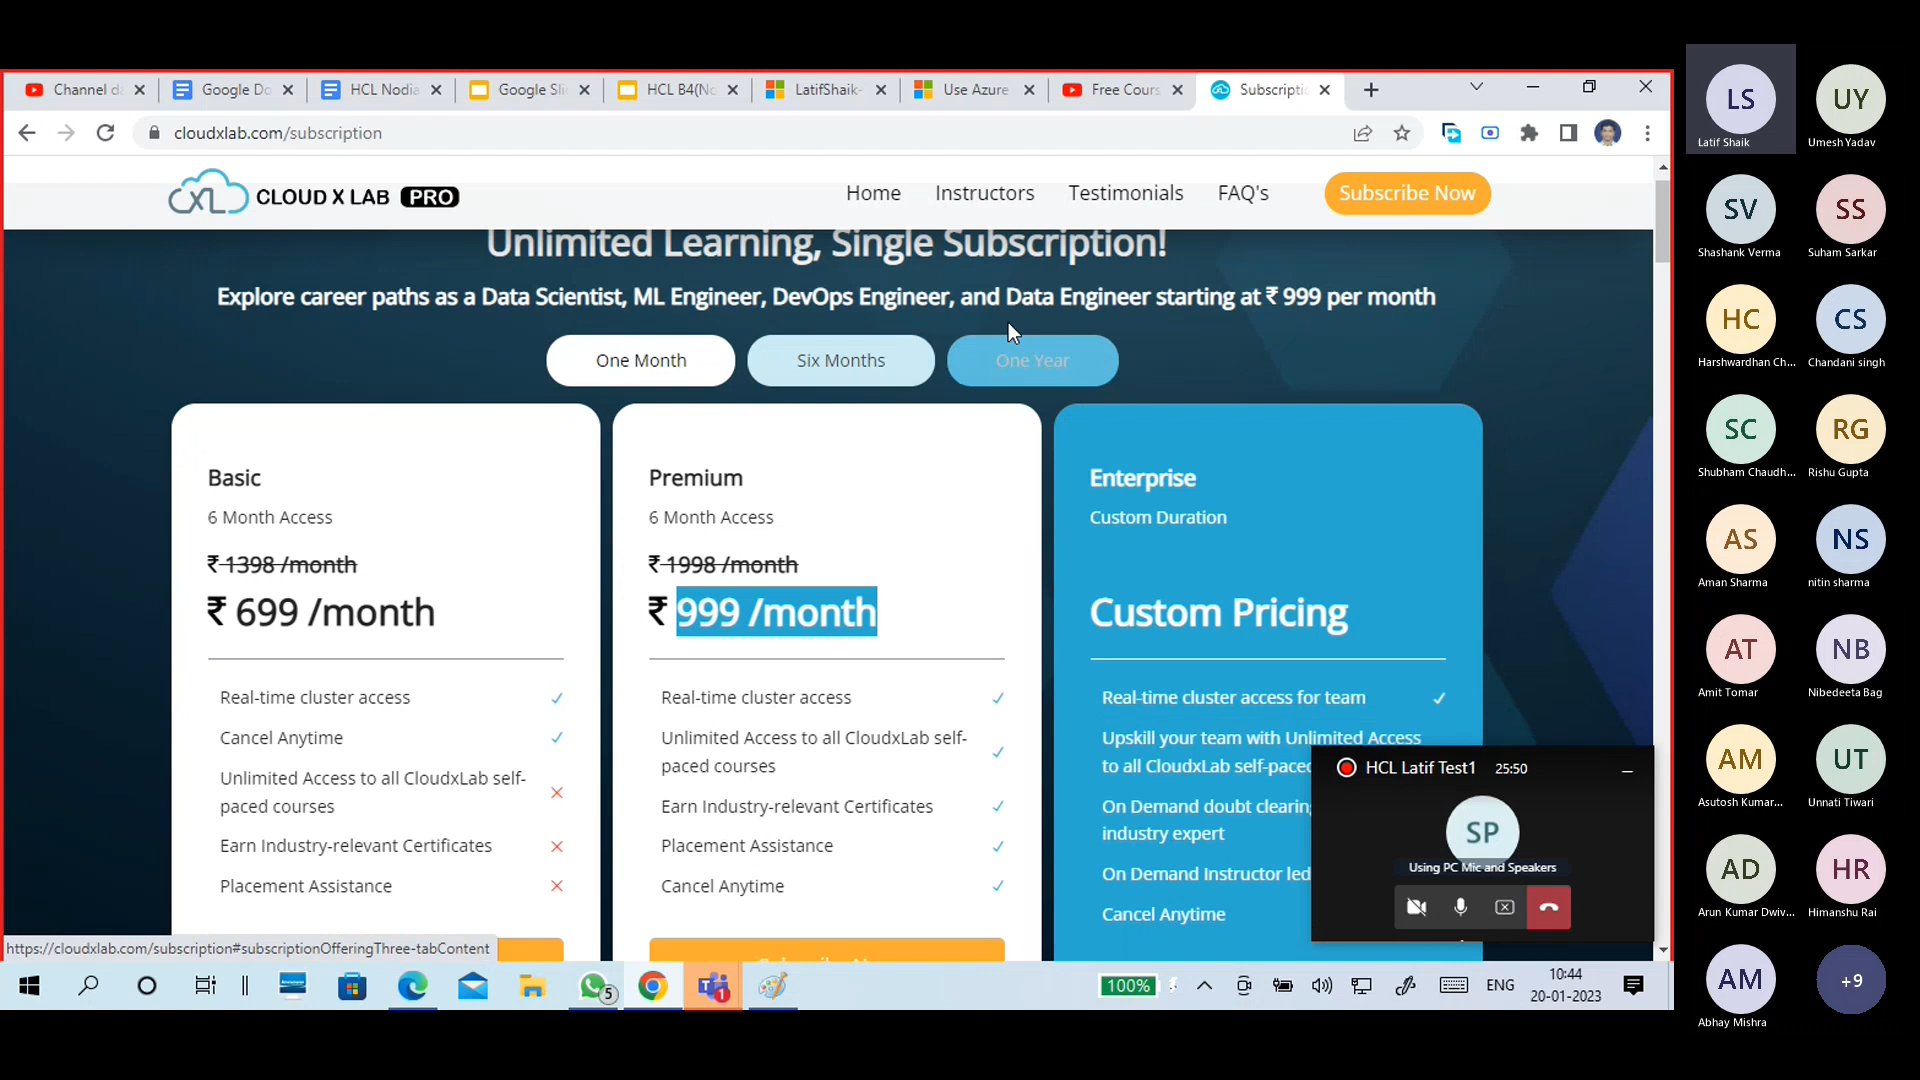 Channel d
Google Do
HCL Nodia
Google Sli
HCL B4(No
LatifShaik-
Use Azure
Free Cours
Subscriptio
cloudxlab.com/subscription
CXL CLOUD X LAB PRO
Home
Instructors
Testimonials
FAQ's
Subscribe Now
Unlimited Learning, Single Subscription!
Explore career paths as a Data Scientist, ML Engineer, DevOps Engineer, and Data Engineer starting at ₹ 999 per month
One Month
Six Months
One Year
Basic
6 Month Access
₹ 1398 /month
₹ 699 /month
Real-time cluster access
Cancel Anytime
Unlimited Access to all CloudxLab self-
paced courses
Earn Industry-relevant Certificates
Placement Assistance
Premium
6 Month Access
₹ 1998 /month
₹ 999 /month
Real-time cluster access
Unlimited Access to all CloudxLab self-
paced courses
Earn Industry-relevant Certificates
Placement Assistance
Cancel Anytime
Enterprise
Custom Duration
Custom Pricing
Real-time cluster access for team
Upskill your team with Unlimited Access
to all CloudxLab self-paced
On Demand doubt clearing
industry expert
On Demand Instructor led
Cancel Anytime
HCL Latif Test1 25:50
SP
Using PC Mic and Speakers
https://cloudxlab.com/subscription#subscriptionOfferingThree-tabContent
5
1
100%
ENG
10:44
20-01-2023
LS
Latif Shaik
UY
Umesh Yadav
SV
Shashank Verma
SS
Suham Sarkar
HC
Harshwardhan Ch...
CS
Chandani singh
SC
Shubham Chaudh...
RG
Rishu Gupta
AS
Aman Sharma
NS
nitin sharma
AT
Amit Tomar
NB
Nibedeeta Bag
AM
Asutosh Kumar...
UT
Unnati Tiwari
AD
Arun Kumar Dwiv...
HR
Himanshu Rai
AM
Abhay Mishra
+9